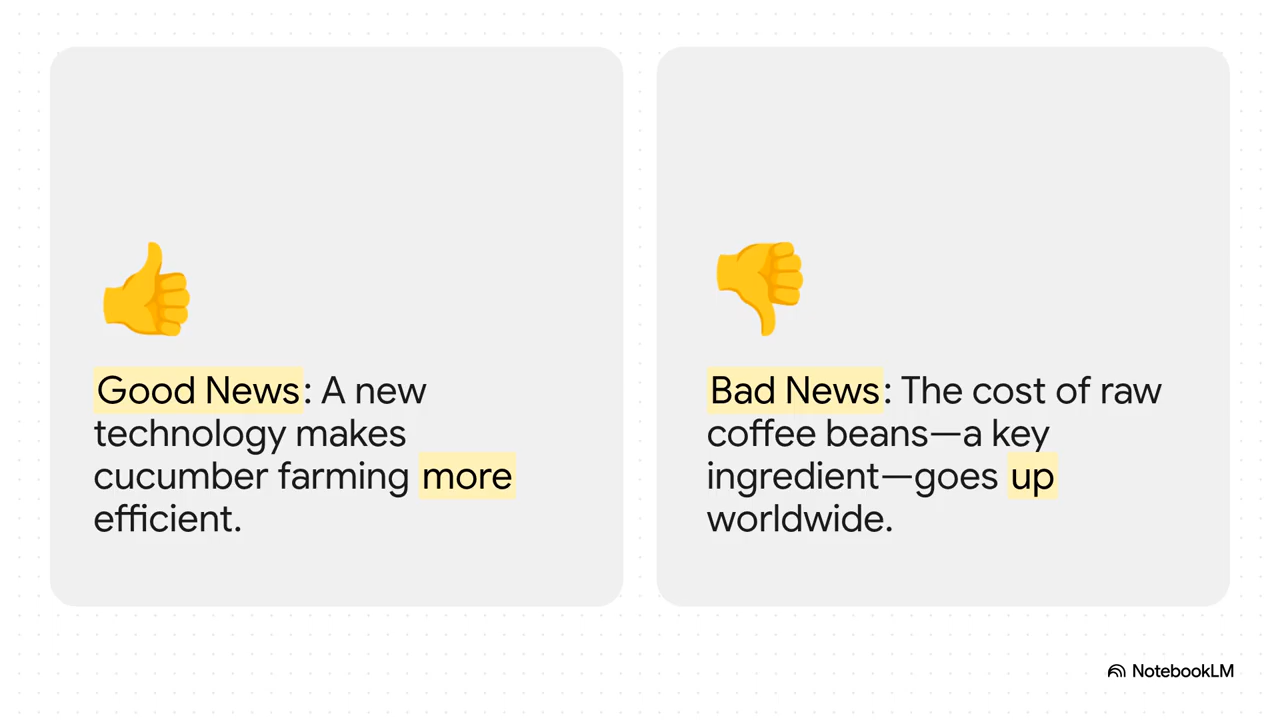 Good News: A new
technology makes
cucumber farming more
efficient.
Bad News: The cost of raw
coffee beans—a key
ingredient—goes up
worldwide.
NotebookLM